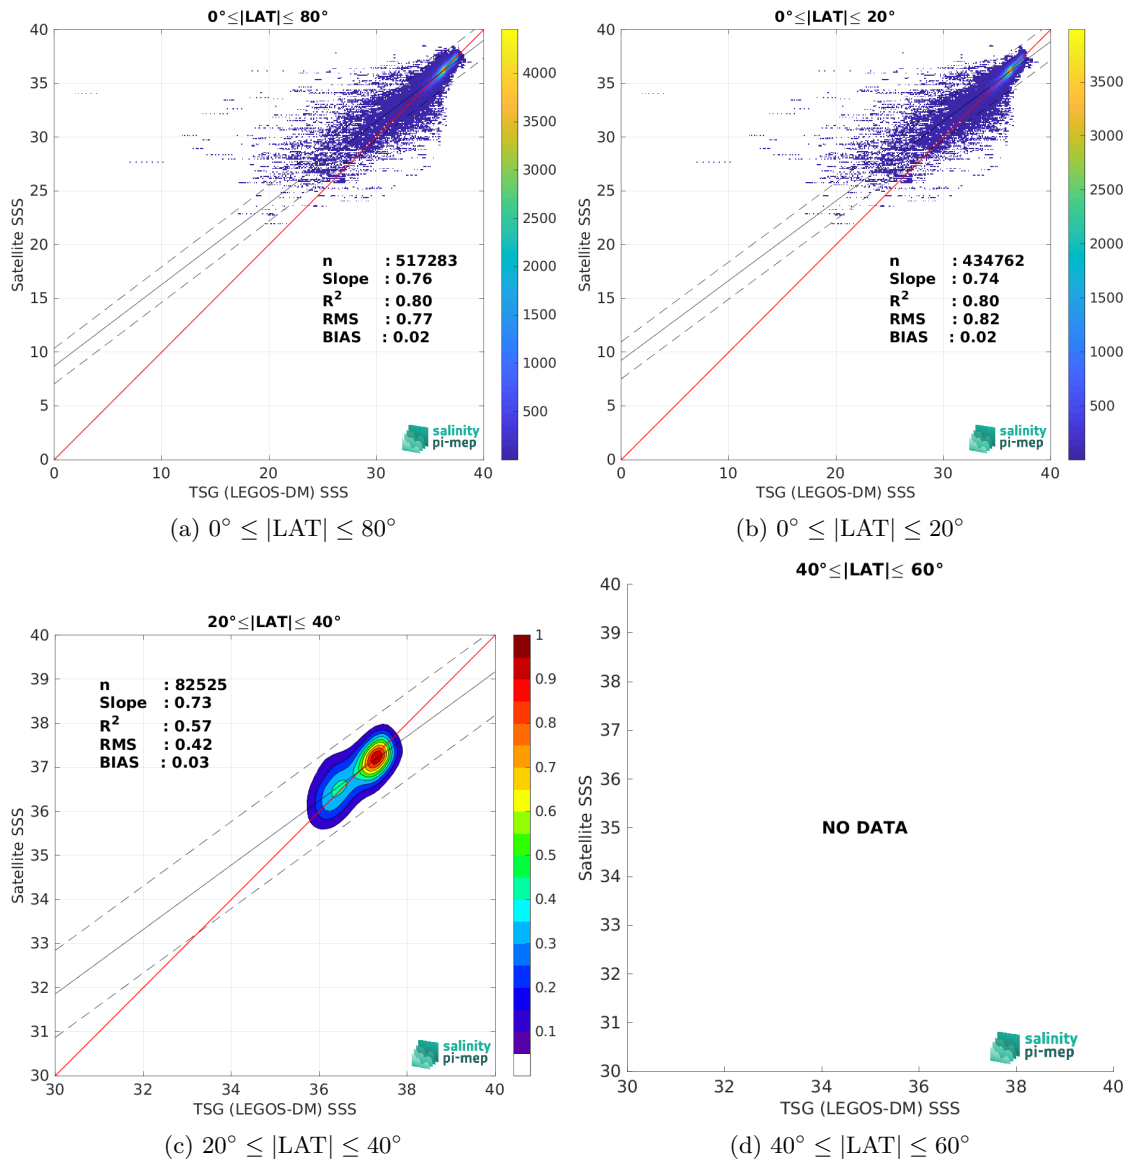 0°≤|LAT|≤ 80°
40
35
30
25
20
15
10
5
0
0
10
20
30
40
Satellite SSS
TSG (LEGOS-DM) SSS
n : 517283
Slope : 0.76
R² : 0.80
RMS : 0.77
BIAS : 0.02
salinity
pi-mep
4000
3500
3000
2500
2000
1500
1000
500
(a) 0° ≤ |LAT| ≤ 80°
0°≤|LAT|≤ 20°
40
35
30
25
20
15
10
5
0
0
10
20
30
40
Satellite SSS
TSG (LEGOS-DM) SSS
n : 434762
Slope : 0.74
R² : 0.80
RMS : 0.82
BIAS : 0.02
salinity
pi-mep
3500
3000
2500
2000
1500
1000
500
(b) 0° ≤ |LAT| ≤ 20°
20°≤|LAT|≤ 40°
40
39
38
37
36
35
34
33
32
31
30
30
32
34
36
38
40
Satellite SSS
TSG (LEGOS-DM) SSS
n : 82525
Slope : 0.73
R² : 0.57
RMS : 0.42
BIAS : 0.03
salinity
pi-mep
1
0.9
0.8
0.7
0.6
0.5
0.4
0.3
0.2
0.1
(c) 20° ≤ |LAT| ≤ 40°
40°≤|LAT|≤ 60°
40
39
38
37
36
35
34
33
32
31
30
30
32
34
36
38
40
Satellite SSS
TSG (LEGOS-DM) SSS
NO DATA
salinity
pi-mep
(d) 40° ≤ |LAT| ≤ 60°